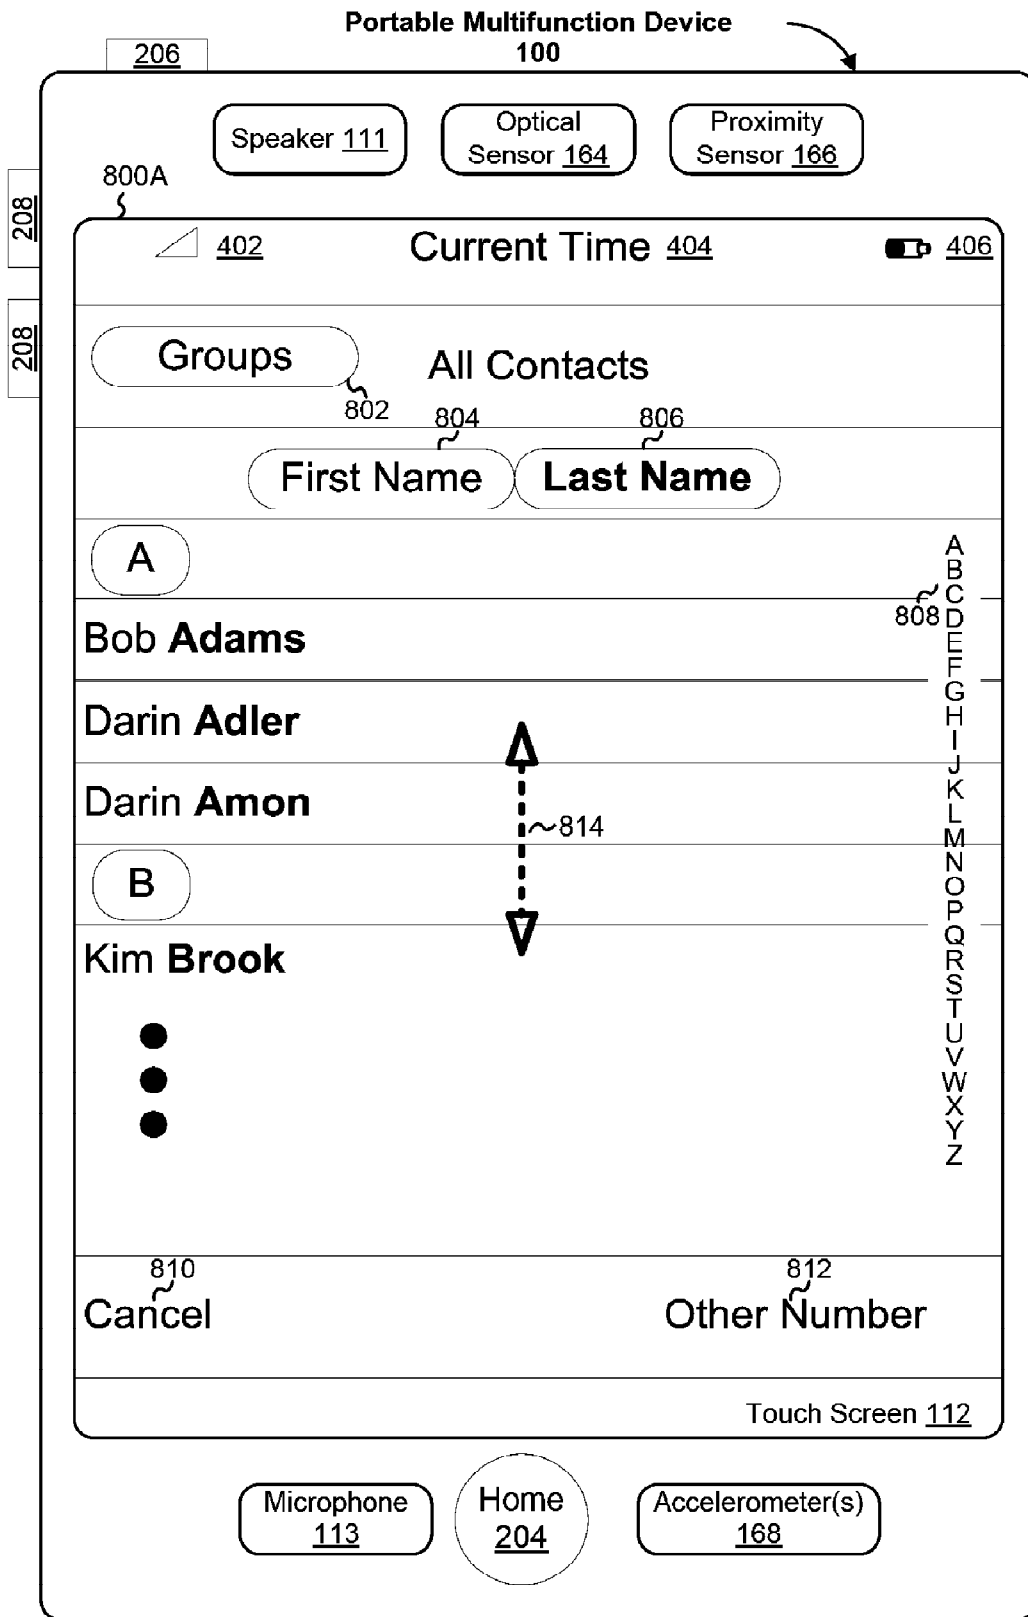 Portable Multifunction Device
100
206
Speaker 111
Optical
Sensor 164
Proximity
Sensor 166
800A
208
208
402
Current Time 404
406
Groups
802
All Contacts
804
806
First Name
Last Name
A
808
A
B
C
D
E
F
G
H
I
J
K
L
M
N
O
P
Q
R
S
T
U
V
W
X
Y
Z
Bob Adams
Darin Adler
Darin Amon
814
B
Kim Brook
810
Cancel
812
Other Number
Touch Screen 112
Microphone
113
Home
204
Accelerometer(s)
168